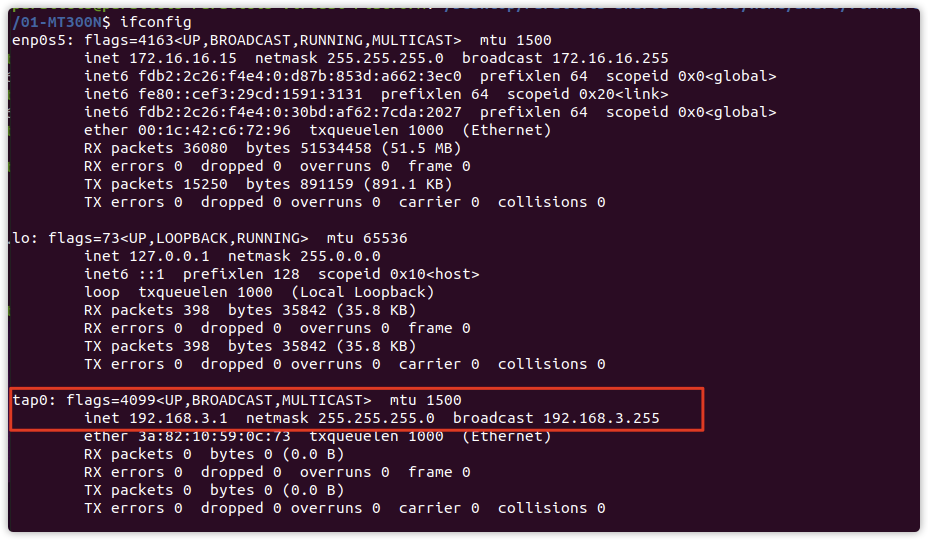 /01-MT300N$ ifconfig
enp0s5: flags=4163<UP,BROADCAST,RUNNING,MULTICAST>  mtu 1500
        inet 172.16.16.15  netmask 255.255.255.0  broadcast 172.16.16.255
        inet6 fdb2:2c26:f4e4:0:d87b:853d:a662:3ec0  prefixlen 64  scopeid 0x0<global>
        inet6 fe80::cef3:29cd:1591:3131  prefixlen 64  scopeid 0x20<link>
        inet6 fdb2:2c26:f4e4:0:30bd:af62:7cda:2027  prefixlen 64  scopeid 0x0<global>
        ether 00:1c:42:c6:72:96  txqueuelen 1000  (Ethernet)
        RX packets 36080  bytes 51534458 (51.5 MB)
        RX errors 0  dropped 0  overruns 0  frame 0
        TX packets 15250  bytes 891159 (891.1 KB)
        TX errors 0  dropped 0 overruns 0  carrier 0  collisions 0
lo: flags=73<UP,LOOPBACK,RUNNING>  mtu 65536
        inet 127.0.0.1  netmask 255.0.0.0
        inet6 ::1  prefixlen 128  scopeid 0x10<host>
        loop  txqueuelen 1000  (Local Loopback)
        RX packets 398  bytes 35842 (35.8 KB)
        RX errors 0  dropped 0  overruns 0  frame 0
        TX packets 398  bytes 35842 (35.8 KB)
        TX errors 0  dropped 0 overruns 0  carrier 0  collisions 0
tap0: flags=4099<UP,BROADCAST,MULTICAST>  mtu 1500
        inet 192.168.3.1  netmask 255.255.255.0  broadcast 192.168.3.255
        ether 3a:82:10:59:0c:73  txqueuelen 1000  (Ethernet)
        RX packets 0  bytes 0 (0.0 B)
        RX errors 0  dropped 0  overruns 0  frame 0
        TX packets 0  bytes 0 (0.0 B)
        TX errors 0  dropped 0 overruns 0  carrier 0  collisions 0